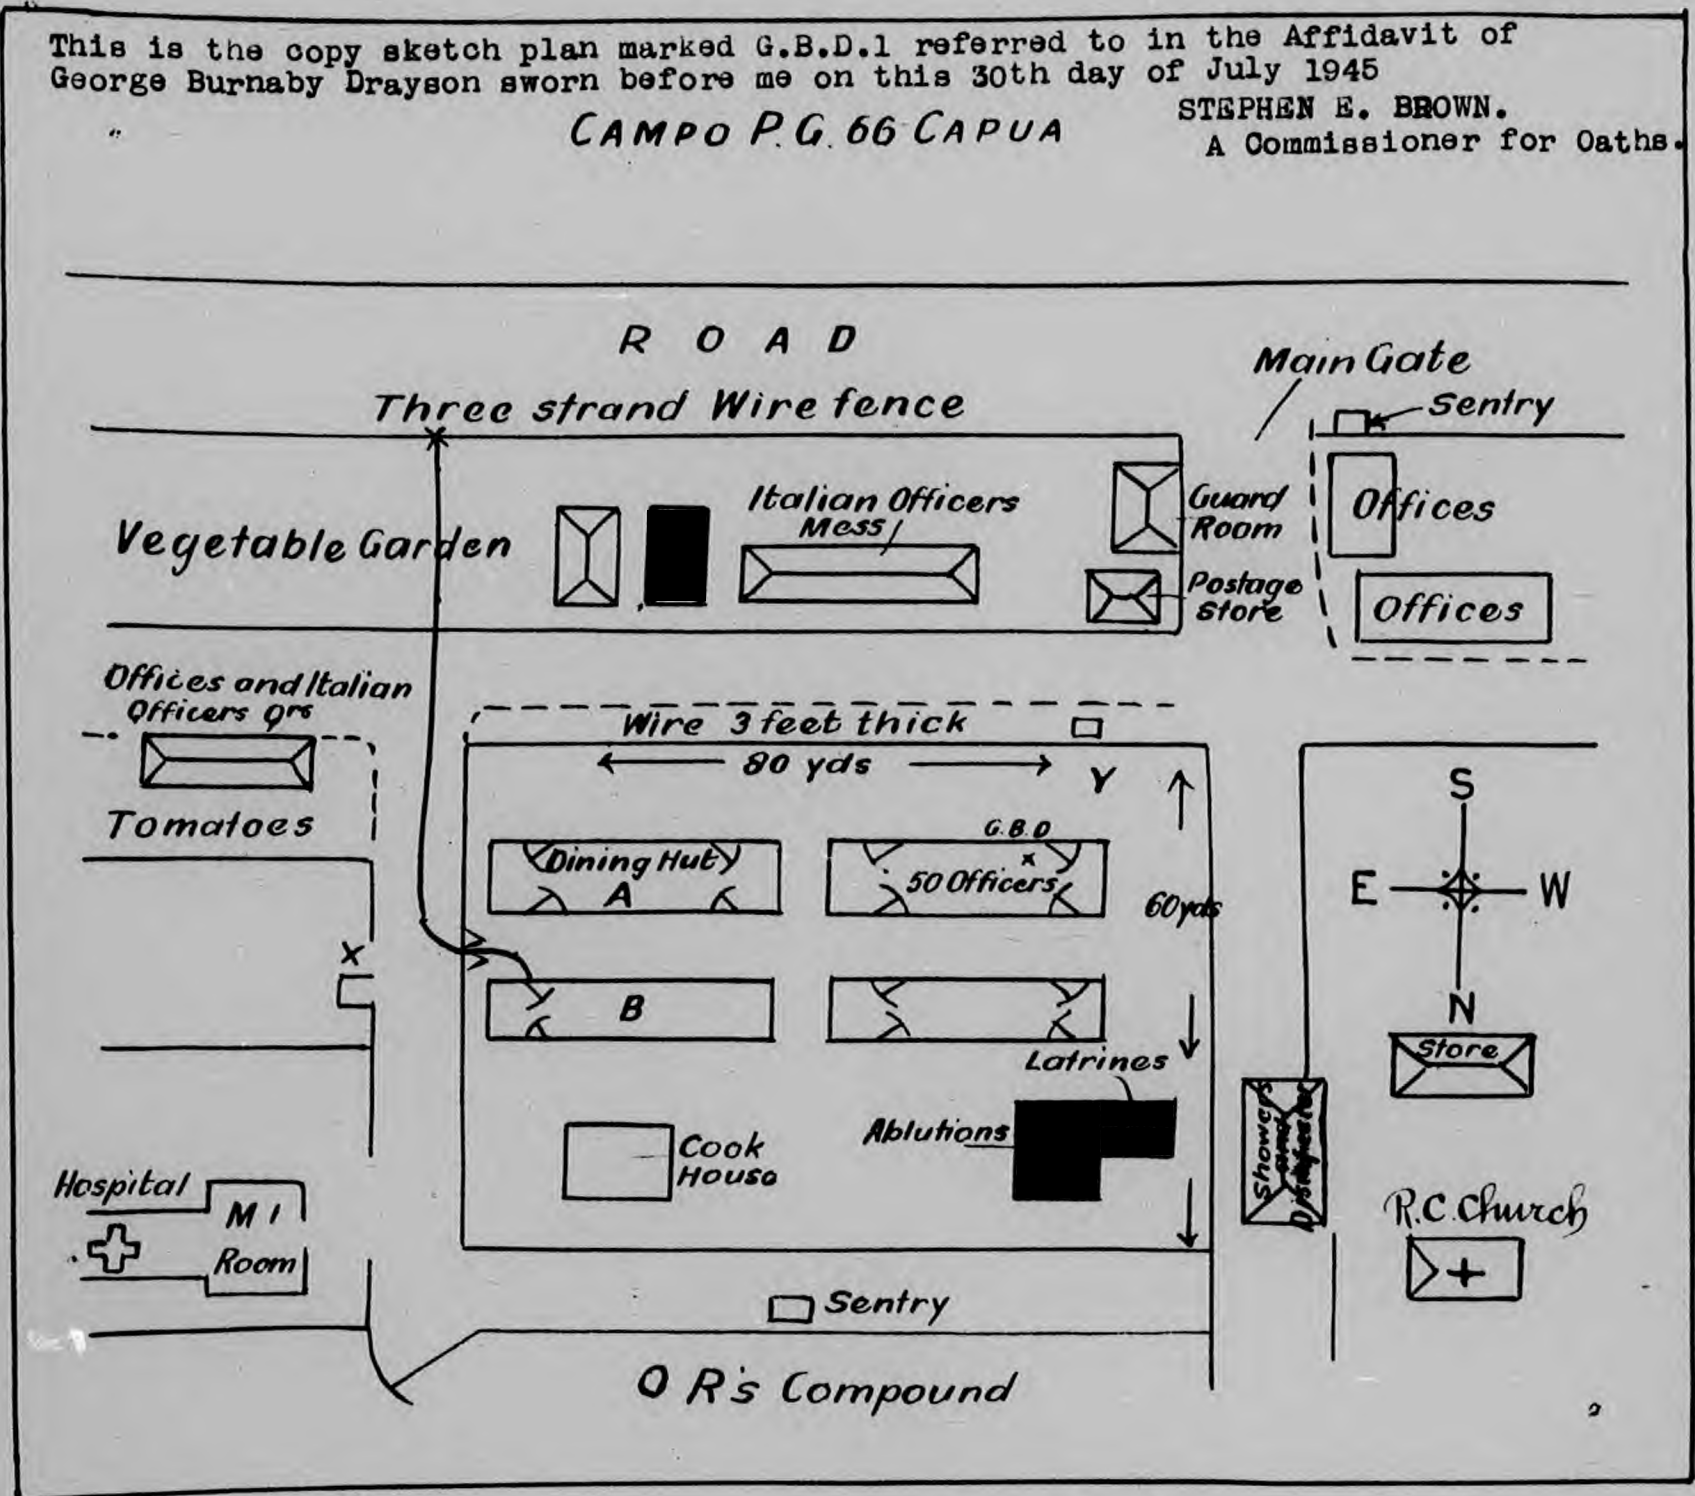 This is the copy sketch plan marked G.B.D.1 referred to in the Affidavit of
George Burnaby Drayson sworn before me on this 30th day of July 1945
STEPHEN E. BROWN.
A Commissioner for Oaths.
CAMPO P.G. 66 CAPUA
ROAD
Main Gate
Three strand Wire fence
Sentry
Vegetable Garden
Italian Officers
Mess
Guard
Room
Offices
Postage
Store
Offices
Offices and Italian
Officers Qrs
Wire 3 feet thick
80 yds
Y
S
Tomatoes
G.B.D
x
Dining Hut
A
50 Officers
60 yds
E
W
X
B
N
Store
Latrines
Ablutions
Cook
House
Showers
and
Disinfester
Hospital
M I
Room
R.C. Church
Sentry
O R's Compound